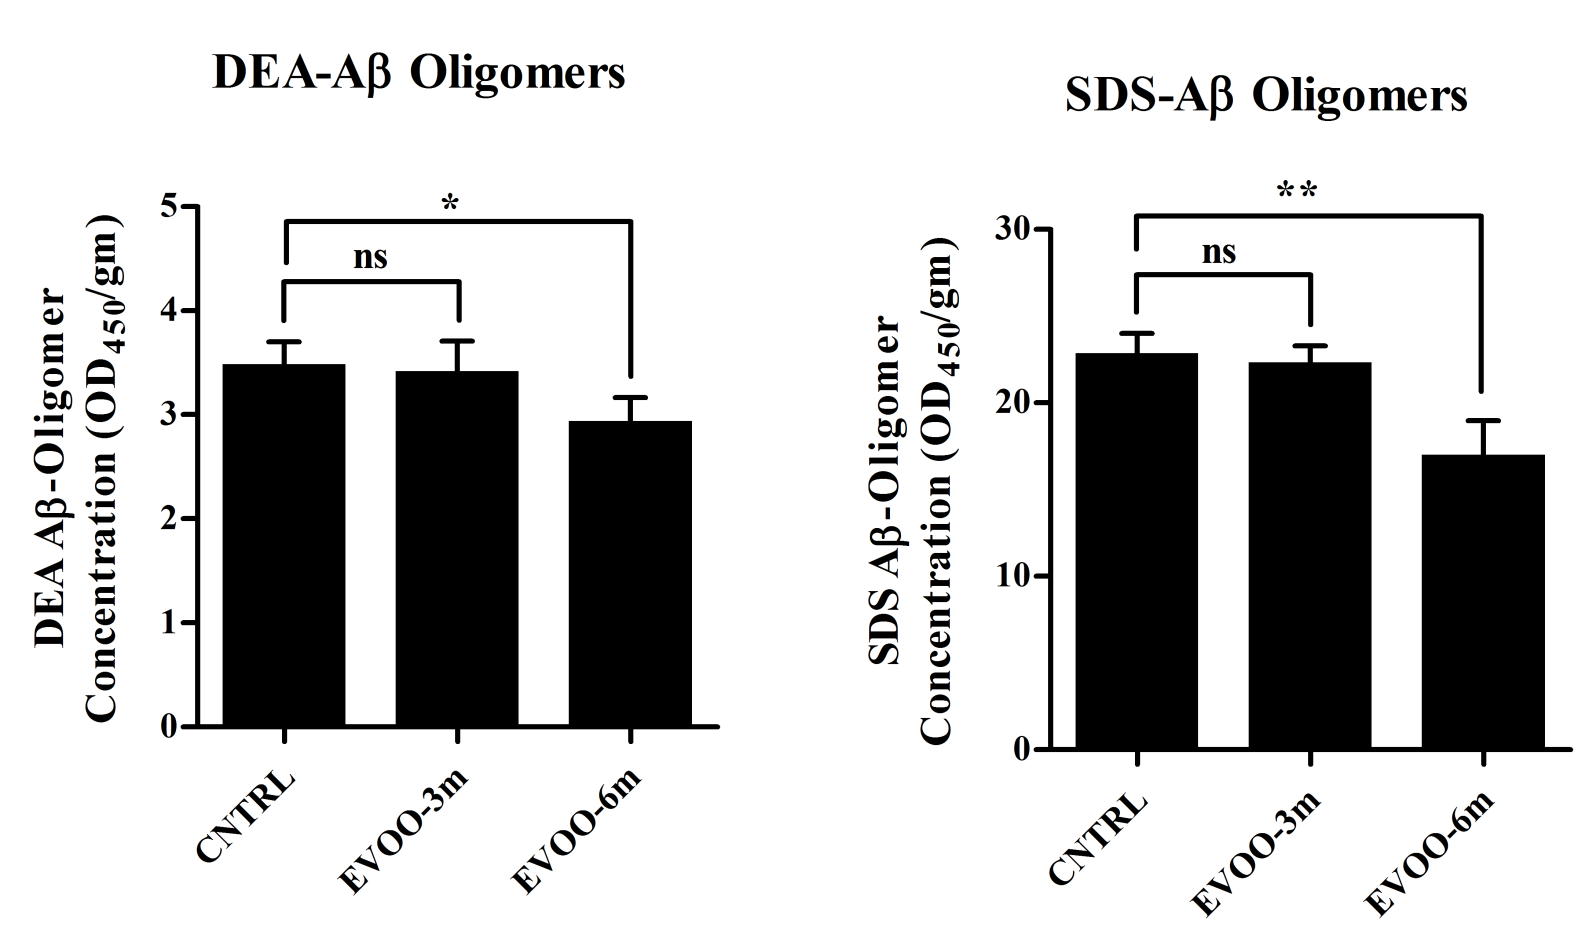 DEA-Aβ Oligomers
DEA Aβ-Oligomer
Concentration (OD450/gm)
5
4
3
2
1
0
*
ns
CNTRL
EVOO-3m
EVOO-6m
SDS-Aβ Oligomers
SDS Aβ-Oligomer
Concentration (OD450/gm)
30
20
10
0
**
ns
CNTRL
EVOO-3m
EVOO-6m